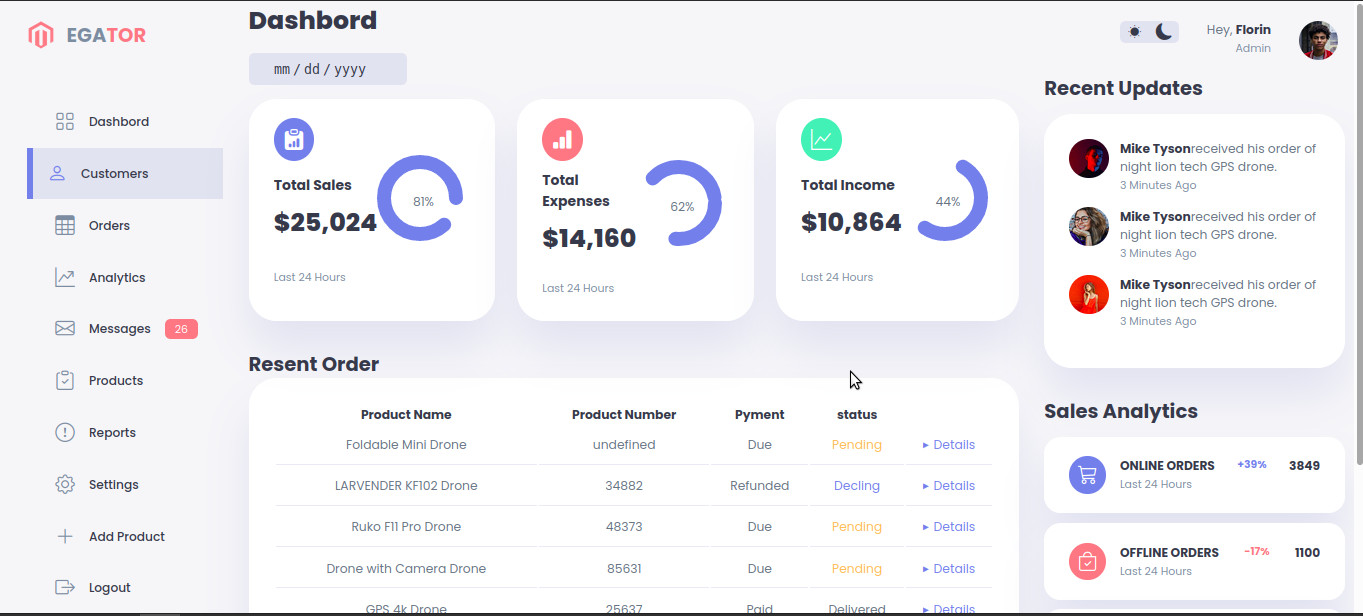 EGATOR
Dashbord
Customers
Orders
Analytics
Messages 26
Products
Reports
Settings
Add Product
Logout
Dashbord
mm / dd / yyyy
Total Sales
$25,024
81%
Last 24 Hours
Total
Expenses
$14,160
62%
Last 24 Hours
Total Income
$10,864
44%
Last 24 Hours
Resent Order
Product Name Product Number Pyment status
Foldable Mini Drone undefined Due Pending ▸ Details
LARVENDER KF102 Drone 34882 Refunded Decling ▸ Details
Ruko F11 Pro Drone 48373 Due Pending ▸ Details
Drone with Camera Drone 85631 Due Pending ▸ Details
GPS 4k Drone 25637 Paid Delivered ▸ Details
Hey, Florin
Admin
Recent Updates
Mike Tysonreceived his order of
night lion tech GPS drone.
3 Minutes Ago
Mike Tysonreceived his order of
night lion tech GPS drone.
3 Minutes Ago
Mike Tysonreceived his order of
night lion tech GPS drone.
3 Minutes Ago
Sales Analytics
ONLINE ORDERS +39% 3849
Last 24 Hours
OFFLINE ORDERS -17% 1100
Last 24 Hours